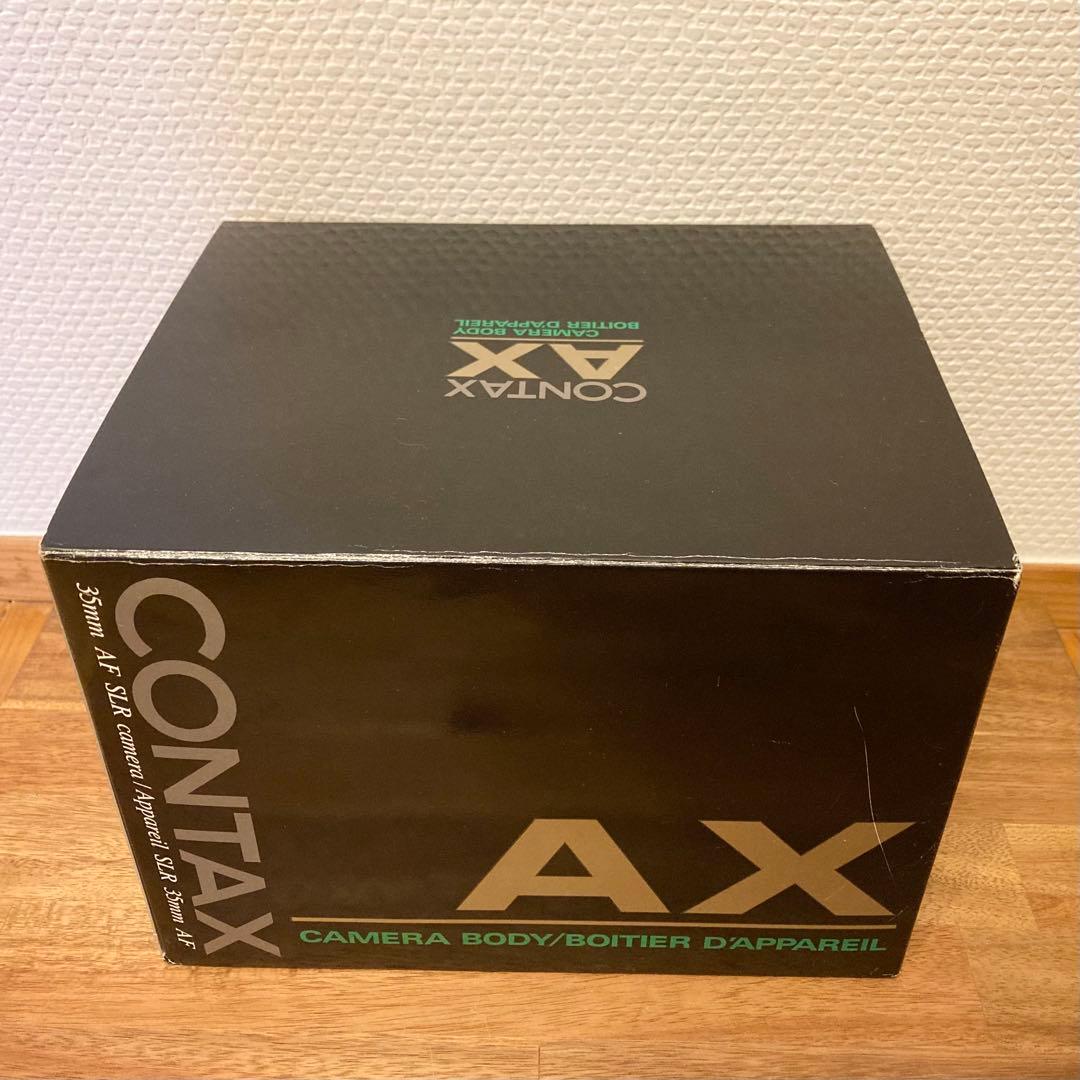 CONTAX
AX
CAMERA BODY
BOITIER D'APPAREIL
CONTAX
35mm AF SLR camera/Appareil SLR 35mm AF
AX
CAMERA BODY/BOITIER D'APPAREIL